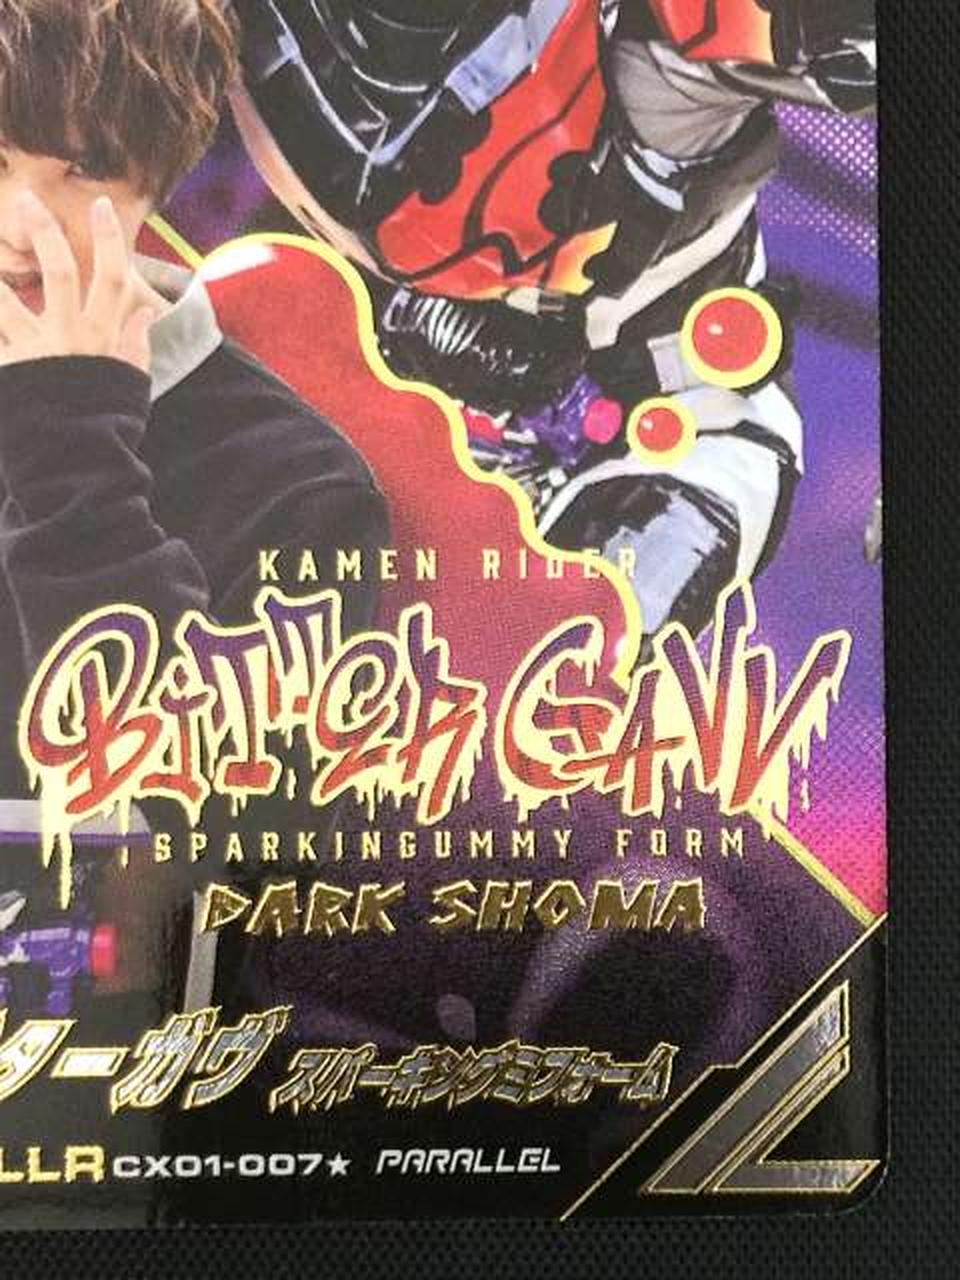 KAMEN RIDER
BITTER GAVV
SPARKINGUMMY FORM
DARK SHOMA
ターガヴ スパーキングミフォーム
LLR CX01-007★ PARALLEL